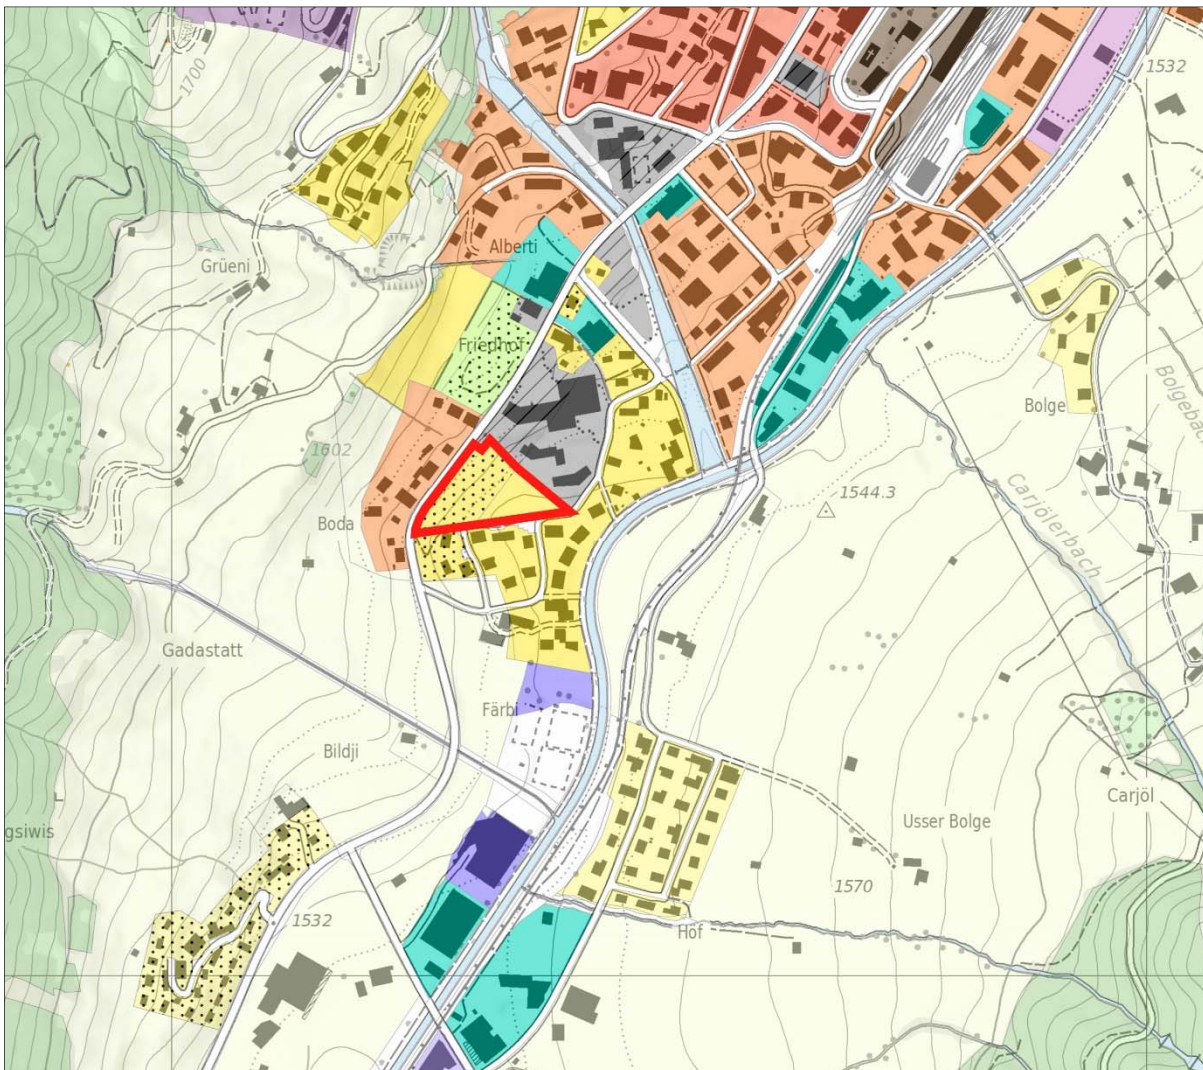 1700
1532
Grüeni
Alberti
Friedhof
Bolge
Bolgebac
1602
1544.3
Boda
Carjölerbach
Gadastatt
Färbi
Bildji
Carjöl
gsiwis
Usser Bolge
1570
1532
Hof